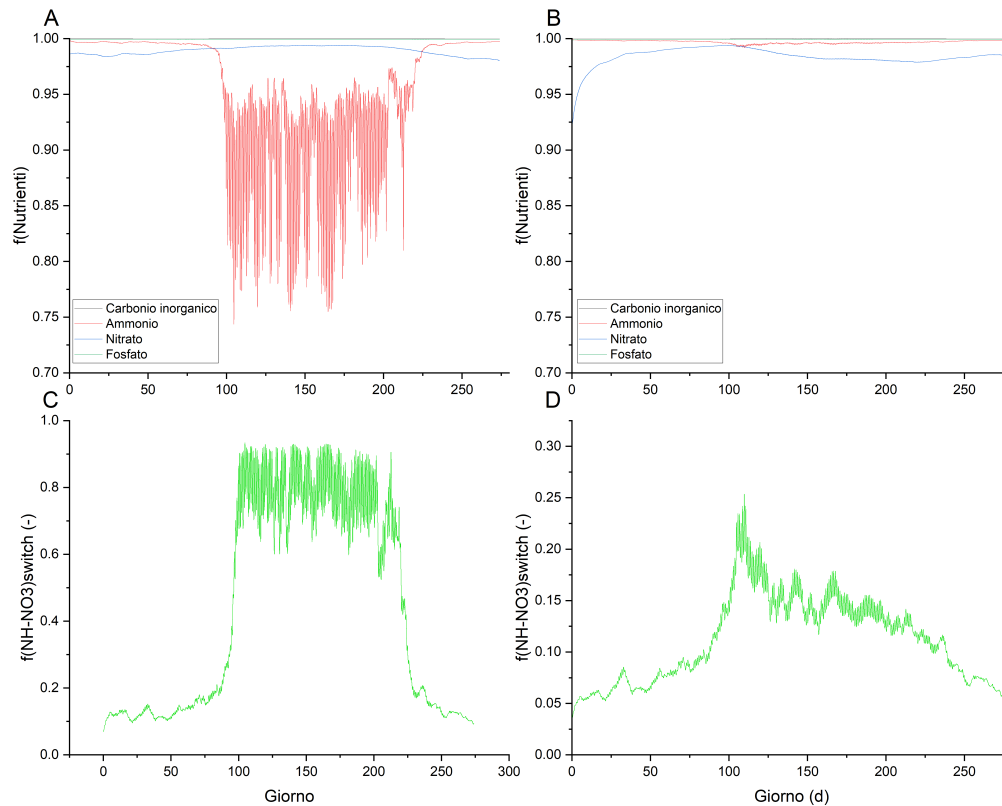 A
1.00
0.95
0.90
0.85
0.80
0.75
0.70
f(Nutrienti)
Carbonio inorganico
Ammonio
Nitrato
Fosfato
0 50 100 150 200 250
B
1.00
0.95
0.90
0.85
0.80
0.75
0.70
f(Nutrienti)
Carbonio inorganico
Ammonio
Nitrato
Fosfato
0 50 100 150 200 250
C
1.0
0.8
0.6
0.4
0.2
0.0
f(NH-NO3)switch (-)
0 50 100 150 200 250 300
Giorno
D
0.30
0.25
0.20
0.15
0.10
0.05
0.00
f(NH-NO3)switch (-)
0 50 100 150 200 250
Giorno (d)